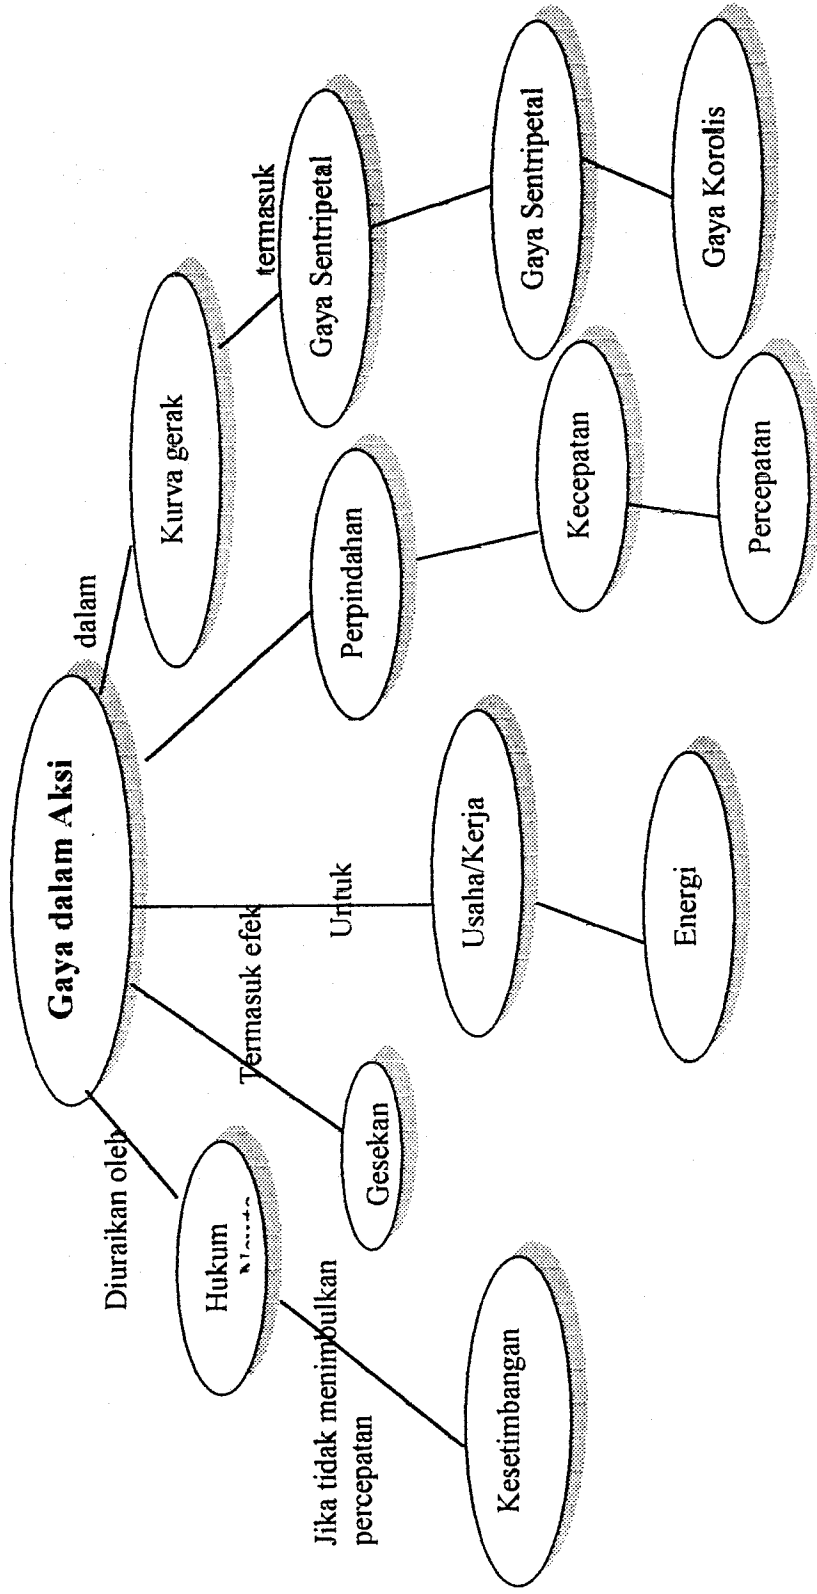 Gaya dalam Aksi
Diuraikan oleh
Termasuk efek
Untuk
dalam
Hukum
Gesekan
Usaha/Kerja
Perpindahan
Kurva gerak
termasuk
Gaya Sentripetal
Jika tidak menimbulkan
percepatan
Kesetimbangan
Energi
Kecepatan
Percepatan
Gaya Sentripetal
Gaya Korolis